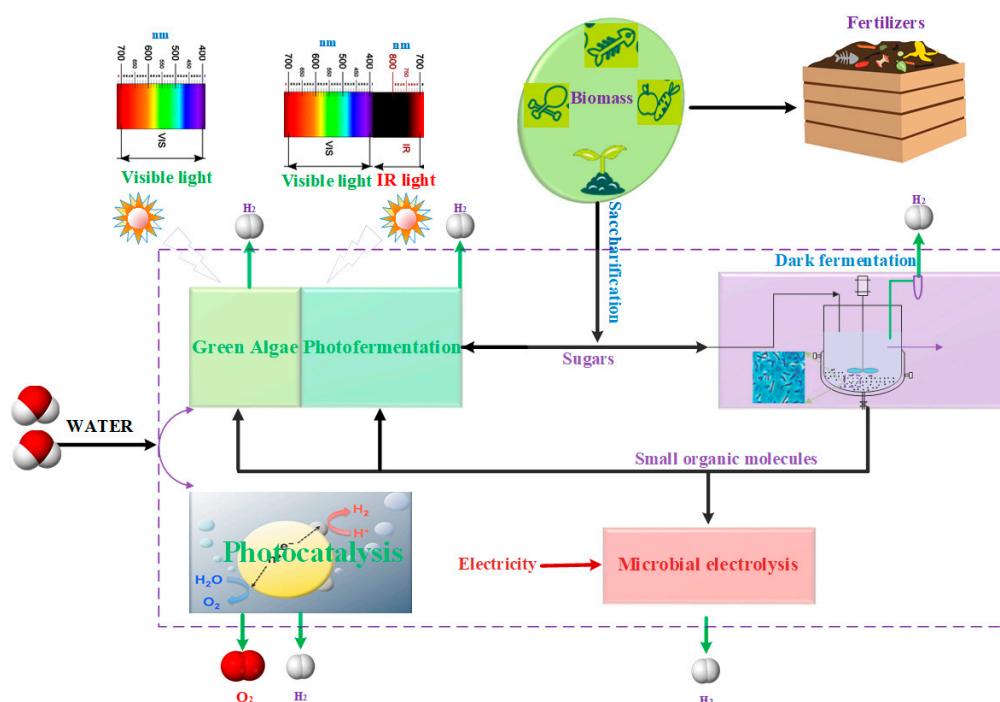 nm
700 600 500 400
VIS
Visible light
nm
nm
700 600 500 400
600
700
VIS
IR
Visible light
IR light
Biomass
Fertilizers
H₂
H₂
H₂
Saccharification
Dark fermentation
Green Algae
Photofermentation
Sugars
WATER
Small organic molecules
H₂
H⁺
Photocatalysis
e⁻
h⁺
H₂O
O₂
Electricity
Microbial electrolysis
O₂
H₂
H₂